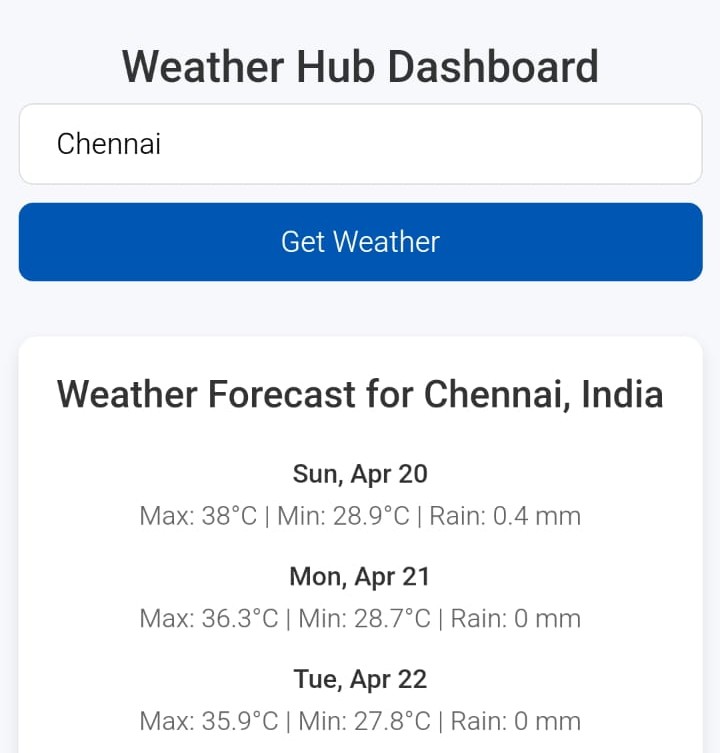 Weather Hub Dashboard
Chennai
Get Weather
Weather Forecast for Chennai, India
Sun, Apr 20
Max: 38°C | Min: 28.9°C | Rain: 0.4 mm
Mon, Apr 21
Max: 36.3°C | Min: 28.7°C | Rain: 0 mm
Tue, Apr 22
Max: 35.9°C | Min: 27.8°C | Rain: 0 mm